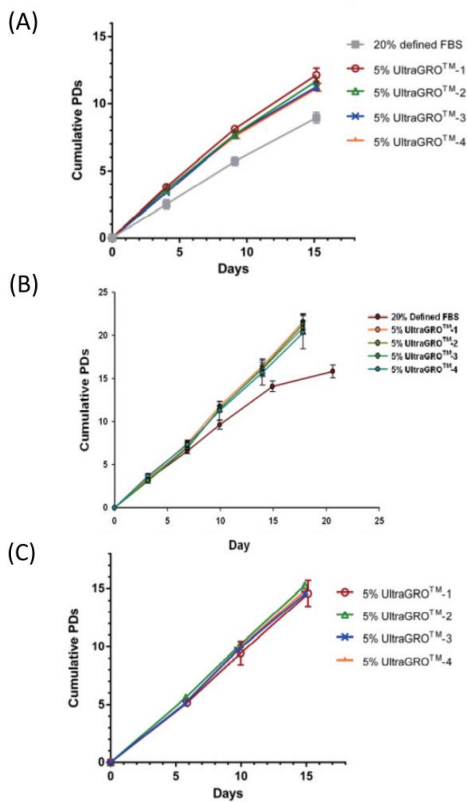 (A)
Cumulative PDs
15
10
5
0
0
5
10
15
Days
20% defined FBS
5% UltraGRO™-1
5% UltraGRO™-2
5% UltraGRO™-3
5% UltraGRO™-4
(B)
Cumulative PDs
25
20
15
10
5
0
0
5
10
15
20
25
Day
20% Defined FBS
5% UltraGRO™-1
5% UltraGRO™-2
5% UltraGRO™-3
5% UltraGRO™-4
(C)
Cumulative PDs
15
10
5
0
0
5
10
15
Days
5% UltraGRO™-1
5% UltraGRO™-2
5% UltraGRO™-3
5% UltraGRO™-4